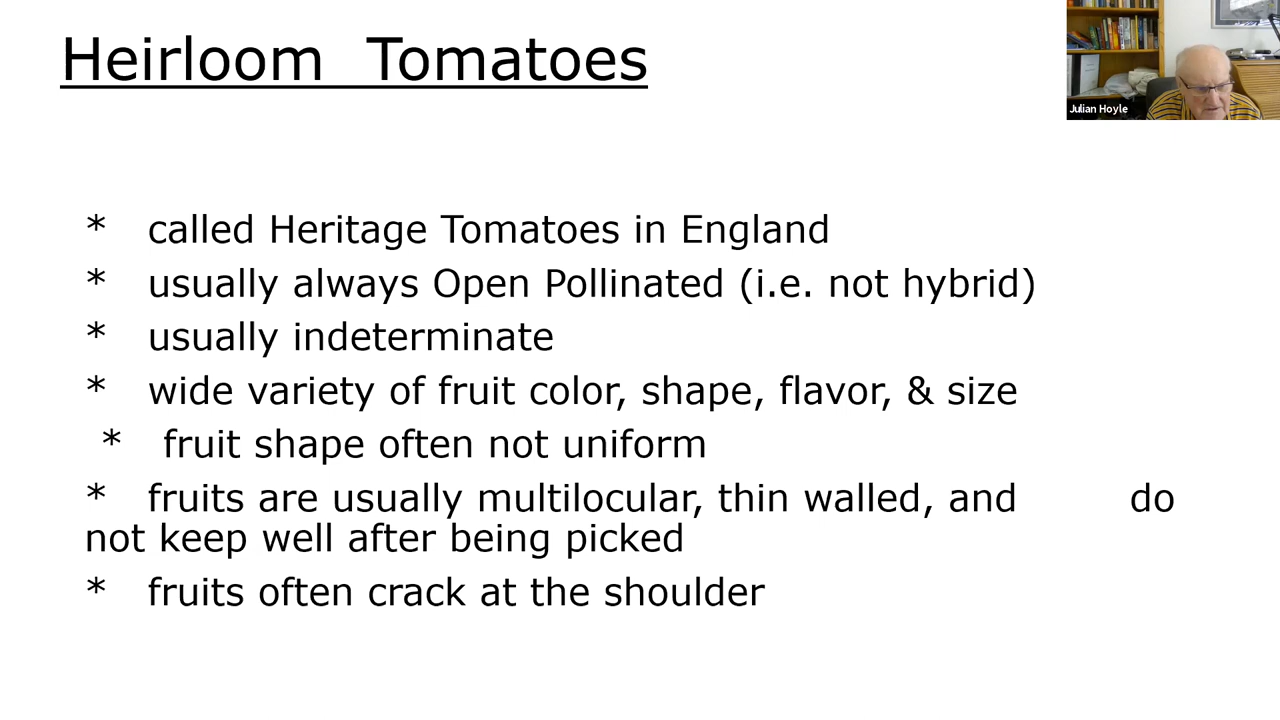 Heirloom Tomatoes
Julian Hoyle
* called Heritage Tomatoes in England
* usually always Open Pollinated (i.e. not hybrid)
* usually indeterminate
* wide variety of fruit color, shape, flavor, & size
* fruit shape often not uniform
* fruits are usually multilocular, thin walled, and do
not keep well after being picked
* fruits often crack at the shoulder